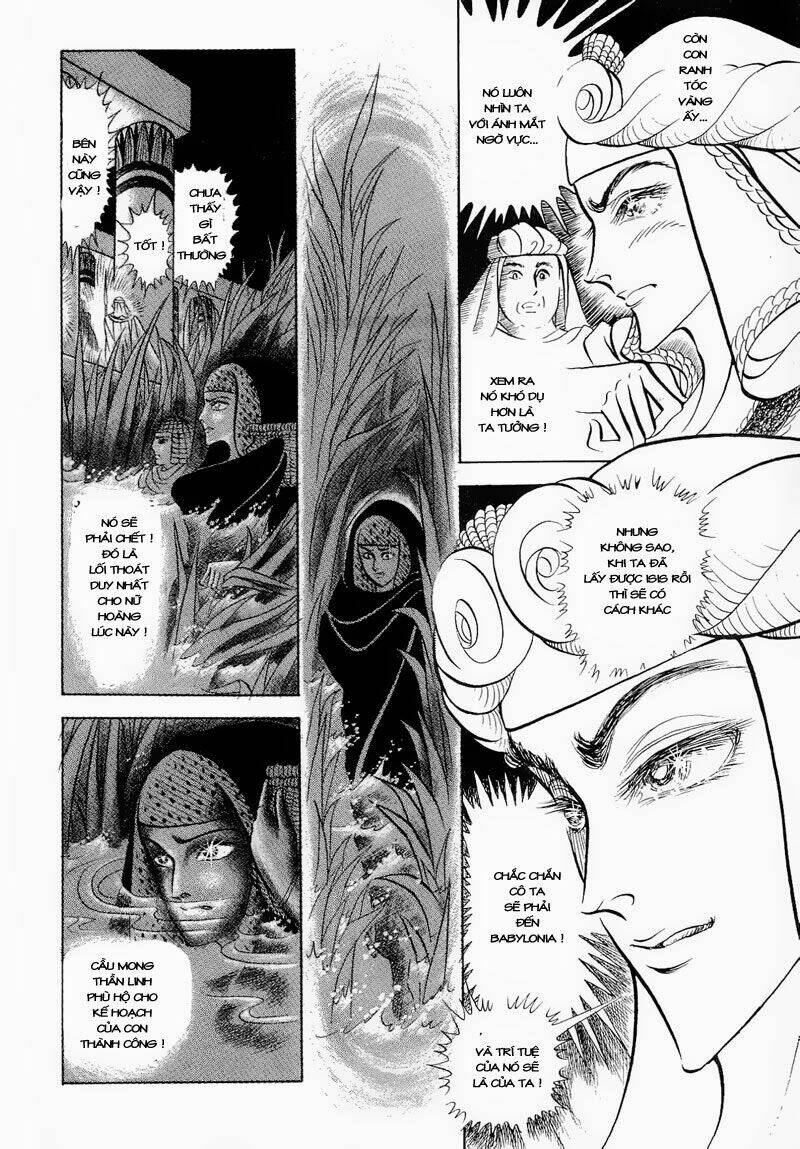 CÒN
CON
RANH
TÓC
VÀNG
ẤY...
NÓ LUÔN
NHÌN TA
VỚI ÁNH MẮT
NGỜ VỰC...
XEM RA
NÓ KHÓ DỤ
HƠN LÀ
TA TƯỞNG !
NHƯNG
KHÔNG SAO,
KHI TA ĐÃ
LẤY ĐƯỢC ISIS RỒI
THÌ SẼ CÓ
CÁCH KHÁC
CHẮC CHẮN
CÔ TA
SẼ PHẢI
ĐẾN
BABYLONIA !
VÀ TRÍ TUỆ
CỦA NÓ SẼ
LÀ CỦA TA !
CHƯA
THẤY
GÌ
BẤT
THƯỜNG
TỐT !
BÊN
NÀY
CŨNG
VẬY !
NÓ SẼ
PHẢI CHẾT !
ĐÓ LÀ
LỐI THOÁT
DUY NHẤT
CHO NỮ
HOÀNG
LÚC NÀY !
CẦU MONG
THẦN LINH
PHÙ HỘ CHO
KẾ HOẠCH
CỦA CON
THÀNH CÔNG !